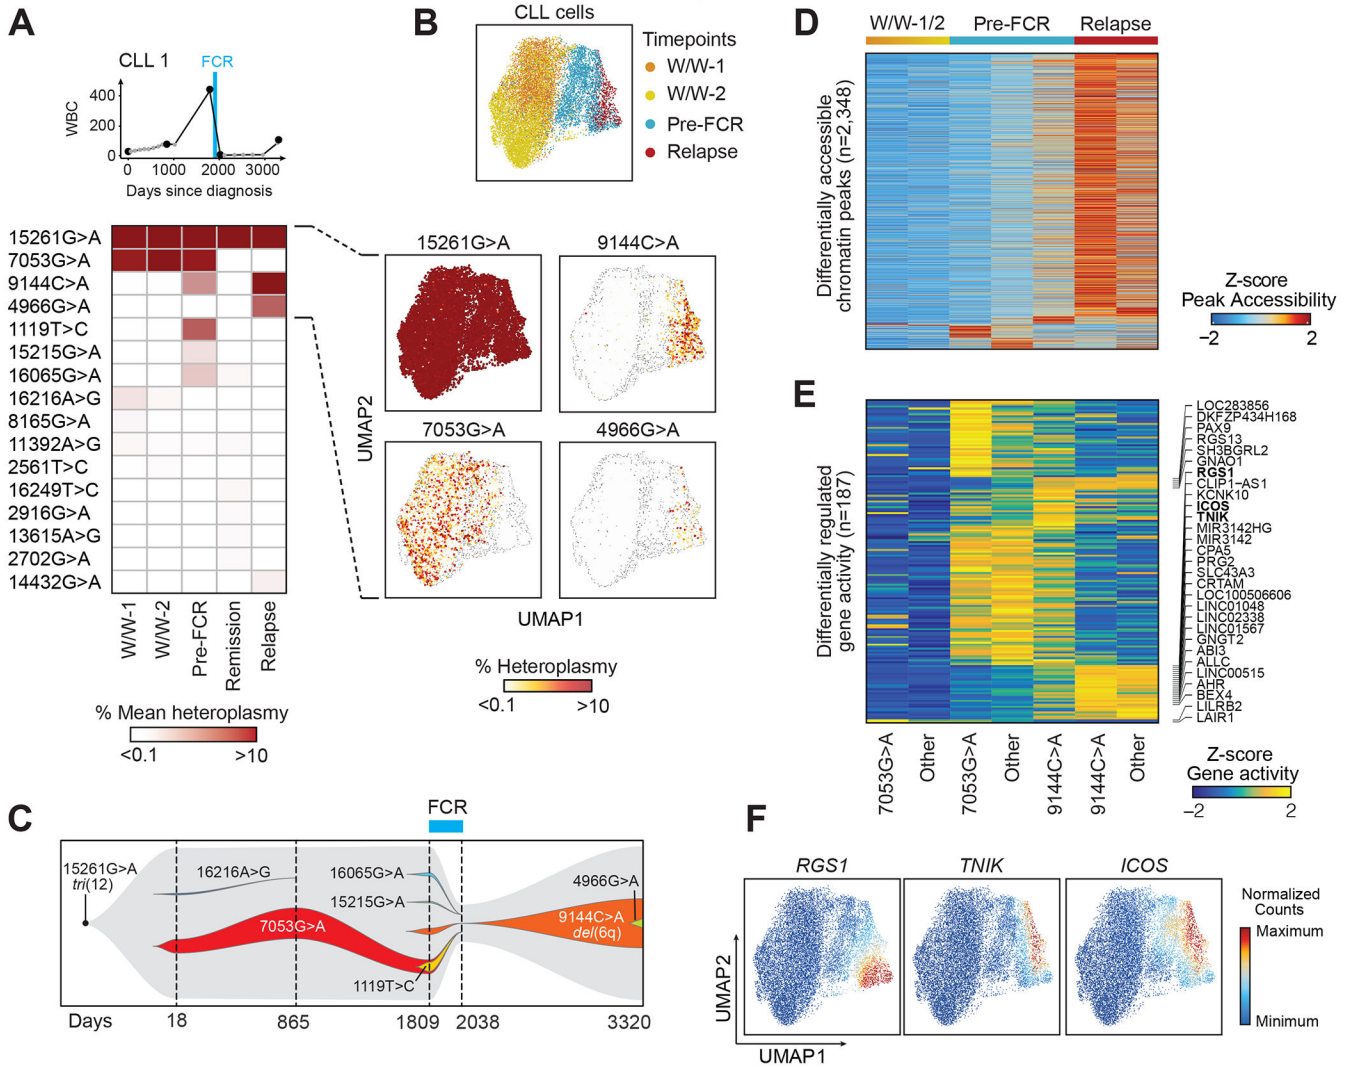 A
CLL 1
FCR
WBC
400
200
0
0 1000 2000 3000
Days since diagnosis
15261G>A
7053G>A
9144C>A
4966G>A
1119T>C
15215G>A
16065G>A
16216A>G
8165G>A
11392A>G
2561T>C
16249T>C
2916G>A
13615A>G
2702G>A
14432G>A
W/W-1
W/W-2
Pre-FCR
Remission
Relapse
% Mean heteroplasmy
<0.1 >10
B
CLL cells
Timepoints
W/W-1
W/W-2
Pre-FCR
Relapse
15261G>A
9144C>A
7053G>A
4966G>A
UMAP2
UMAP1
% Heteroplasmy
<0.1 >10
C
FCR
15261G>A
tri(12)
16216A>G
7053G>A
16065G>A
15215G>A
1119T>C
9144C>A
del(6q)
4966G>A
Days 18 865 1809 2038 3320
D
W/W-1/2 Pre-FCR Relapse
Differentially accessible
chromatin peaks (n=2,348)
Z-score
Peak Accessibility
−2 2
E
Differentially regulated
gene activity (n=187)
LOC283856
DKFZP434H168
PAX9
RGS13
SH3BGRL2
GNAO1
RGS1
CLIP1−AS1
KCNK10
ICOS
TNIK
MIR3142HG
MIR3142
CPA5
PRG2
SLC43A3
CRTAM
LOC100506606
LINC01048
LINC02338
LINC01567
GNGT2
ABI3
ALLC
LINC00515
AHR
BEX4
LILRB2
LAIR1
7053G>A
Other
7053G>A
Other
9144C>A
9144C>A
Other
Z-score
Gene activity
−2 2
F
RGS1
TNIK
ICOS
UMAP2
UMAP1
Normalized
Counts
Maximum
Minimum